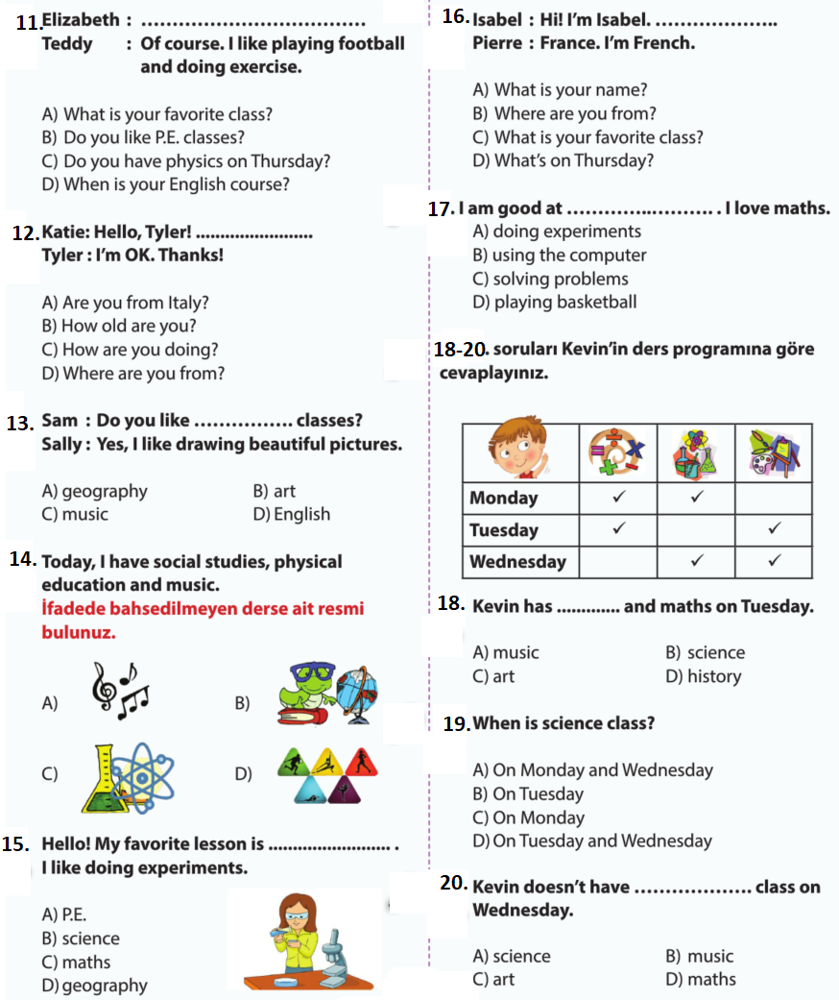 11. Elizabeth : ......................................
Teddy : Of course. I like playing football
and doing exercise.
A) What is your favorite class?
B) Do you like P.E. classes?
C) Do you have physics on Thursday?
D) When is your English course?
12. Katie: Hello, Tyler! ........................
Tyler : I'm OK. Thanks!
A) Are you from Italy?
B) How old are you?
C) How are you doing?
D) Where are you from?
13. Sam : Do you like ................ classes?
Sally : Yes, I like drawing beautiful pictures.
A) geography B) art
C) music D) English
14. Today, I have social studies, physical
education and music.
İfadede bahsedilmeyen derse ait resmi
bulunuz.
A) B)
C) D)
15. Hello! My favorite lesson is ......................... .
I like doing experiments.
A) P.E.
B) science
C) maths
D) geography
16. Isabel : Hi! I'm Isabel. ....................
Pierre : France. I'm French.
A) What is your name?
B) Where are you from?
C) What is your favorite class?
D) What's on Thursday?
17. I am good at ........................ . I love maths.
A) doing experiments
B) using the computer
C) solving problems
D) playing basketball
18-20. soruları Kevin'in ders programına göre
cevaplayınız.
Monday ✓ ✓
Tuesday ✓ ✓
Wednesday ✓ ✓
18. Kevin has ............. and maths on Tuesday.
A) music B) science
C) art D) history
19. When is science class?
A) On Monday and Wednesday
B) On Tuesday
C) On Monday
D) On Tuesday and Wednesday
20. Kevin doesn't have ................... class on
Wednesday.
A) science B) music
C) art D) maths